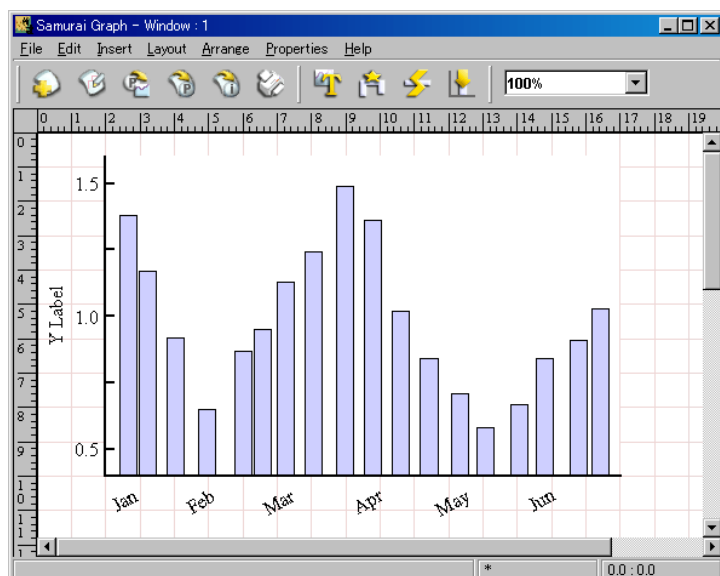 Samurai Graph - Window : 1
File Edit Insert Layout Arrange Properties Help
P P i T 100%
0 1 2 3 4 5 6 7 8 9 10 11 12 13 14 15 16 17 18 19
0
1
2
3
4
5
6
7
8
9
10
11
1.5
1.0
0.5
Y Label
Jan Feb Mar Apr May Jun
* 0.0 : 0.0